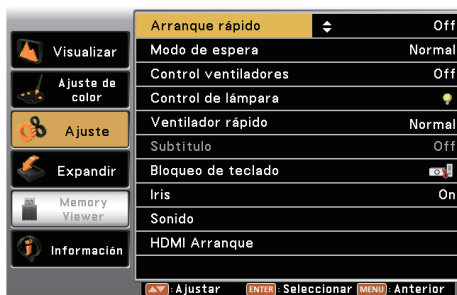 Visualizar
Ajuste de
color
Ajuste
Expandir
Memory
Viewer
Información
Arranque rápido Off
Modo de espera Normal
Control ventiladores Off
Control de lámpara
Ventilador rápido Normal
Subtítulo Off
Bloqueo de teclado
Iris On
Sonido
HDMI Arranque
: Ajustar ENTER : Seleccionar MENU : Anterior